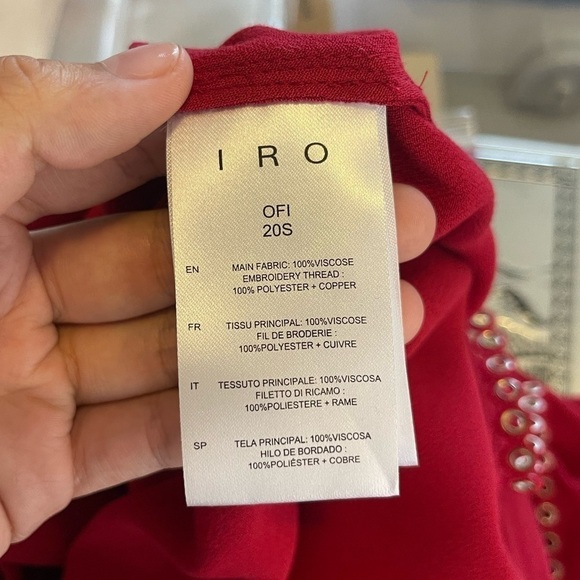 IRO
OFI
20S
EN MAIN FABRIC: 100%VISCOSE
EMBROIDERY THREAD :
100% POLYESTER + COPPER
FR TISSU PRINCIPAL: 100%VISCOSE
FIL DE BRODERIE :
100%POLYESTER + CUIVRE
IT TESSUTO PRINCIPALE: 100%VISCOSA
FILETTO DI RICAMO :
100%POLIESTERE + RAME
SP TELA PRINCIPAL: 100%VISCOSA
HILO DE BORDADO :
100%POLIÉSTER + COBRE